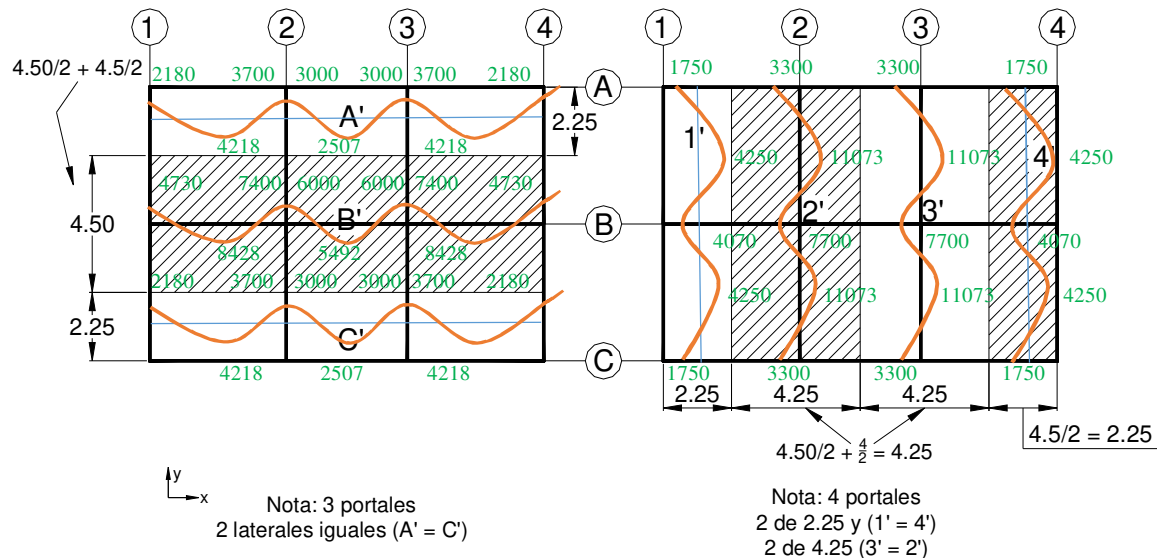 1 2 3 4
4.50/2 + 4.5/2
2180 3700 3000 3000 3700 2180
A' 2.25
4218 2507 4218
4730 7400 6000 6000 7400 4730
4.50
B'
8428 5492 8428
2180 3700 3000 3000 3700 2180
2.25
C'
4218 2507 4218
y
x
Nota: 3 portales
2 laterales iguales (A' = C')
A
B
C
1 2 3 4
1750 3300 3300 1750
1'
4250 11073 11073 4' 4250
2' 3'
4070 7700 7700 4070
4250 11073 11073 4250
1750 3300 3300 1750
2.25 4.25 4.25
4.50/2 + 4/2 = 4.25
4.5/2 = 2.25
Nota: 4 portales
2 de 2.25 y (1' = 4')
2 de 4.25 (3' = 2')